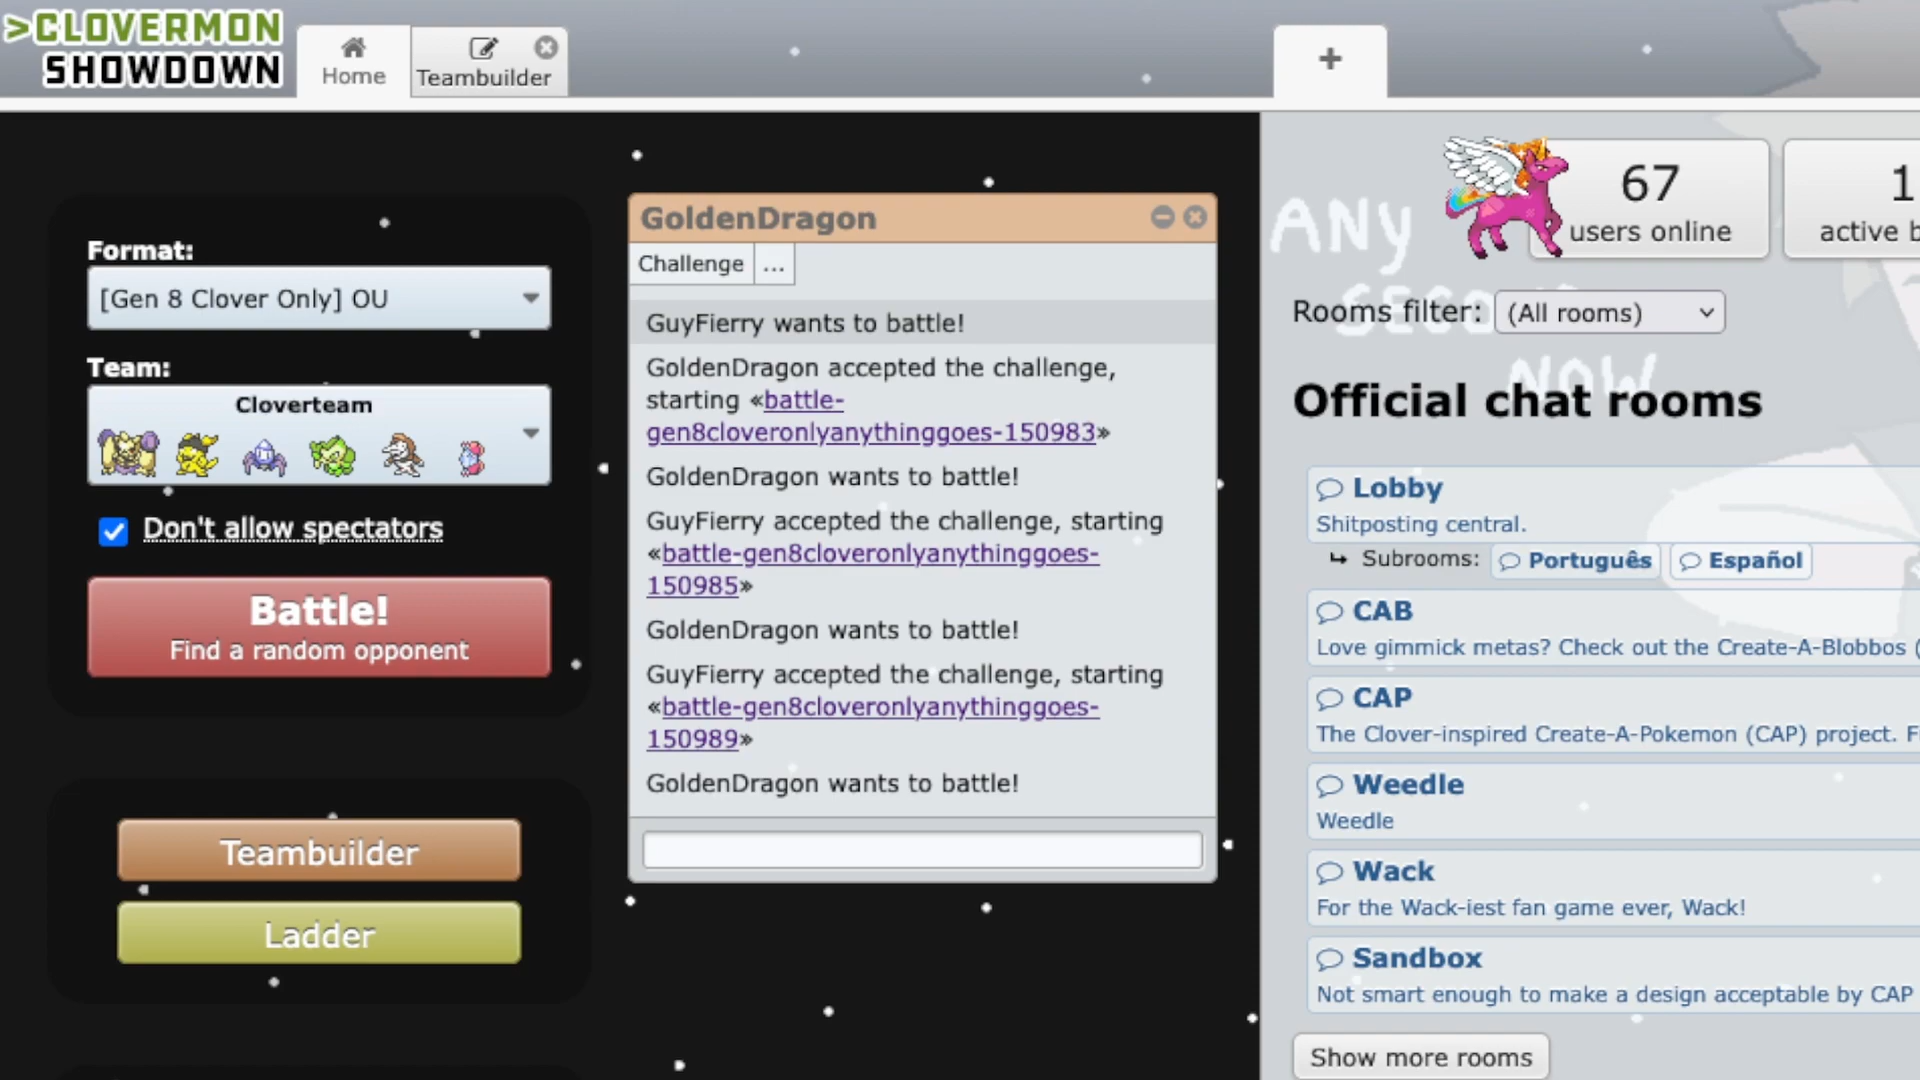 >CLOVERMON
SHOWDOWN
Home
Teambuilder
+
Format:
[Gen 8 Clover Only] OU
Team:
Cloverteam
Don't allow spectators
Battle!
Find a random opponent
Teambuilder
Ladder
GoldenDragon
Challenge
...
GuyFierry wants to battle!
GoldenDragon accepted the challenge,
starting «battle-
gen8cloveronlyanythinggoes-150983»
GoldenDragon wants to battle!
GuyFierry accepted the challenge, starting
«battle-gen8cloveronlyanythinggoes-
150985»
GoldenDragon wants to battle!
GuyFierry accepted the challenge, starting
«battle-gen8cloveronlyanythinggoes-
150989»
GoldenDragon wants to battle!
67
users online
1
active b
ANY
SECOND
NOW
Rooms filter: (All rooms)
Official chat rooms
Lobby
Shitposting central.
Subrooms: Português Español
CAB
Love gimmick metas? Check out the Create-A-Blobbos (
CAP
The Clover-inspired Create-A-Pokemon (CAP) project. F
Weedle
Weedle
Wack
For the Wack-iest fan game ever, Wack!
Sandbox
Not smart enough to make a design acceptable by CAP
Show more rooms